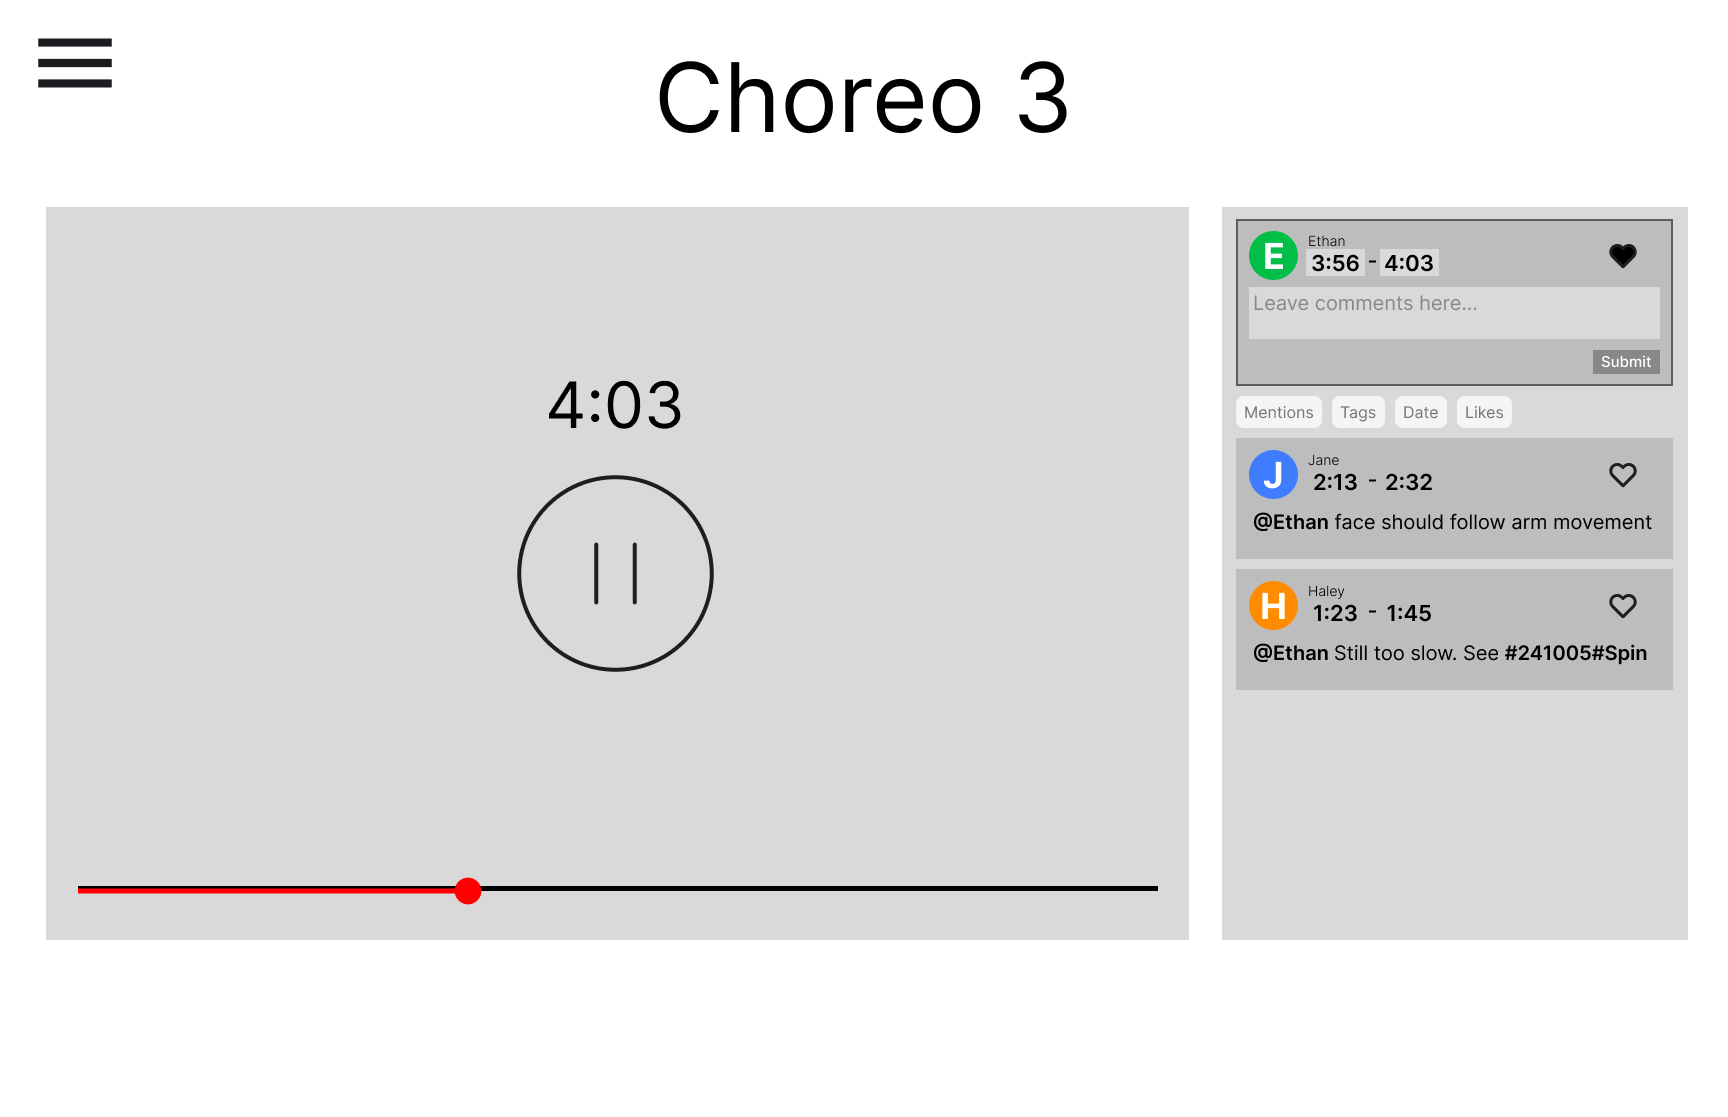 Choreo 3
4:03
E
Ethan
3:56 - 4:03
Leave comments here...
Submit
Mentions Tags Date Likes
J
Jane
2:13 - 2:32
@Ethan face should follow arm movement
H
Haley
1:23 - 1:45
@Ethan Still too slow. See #241005#Spin